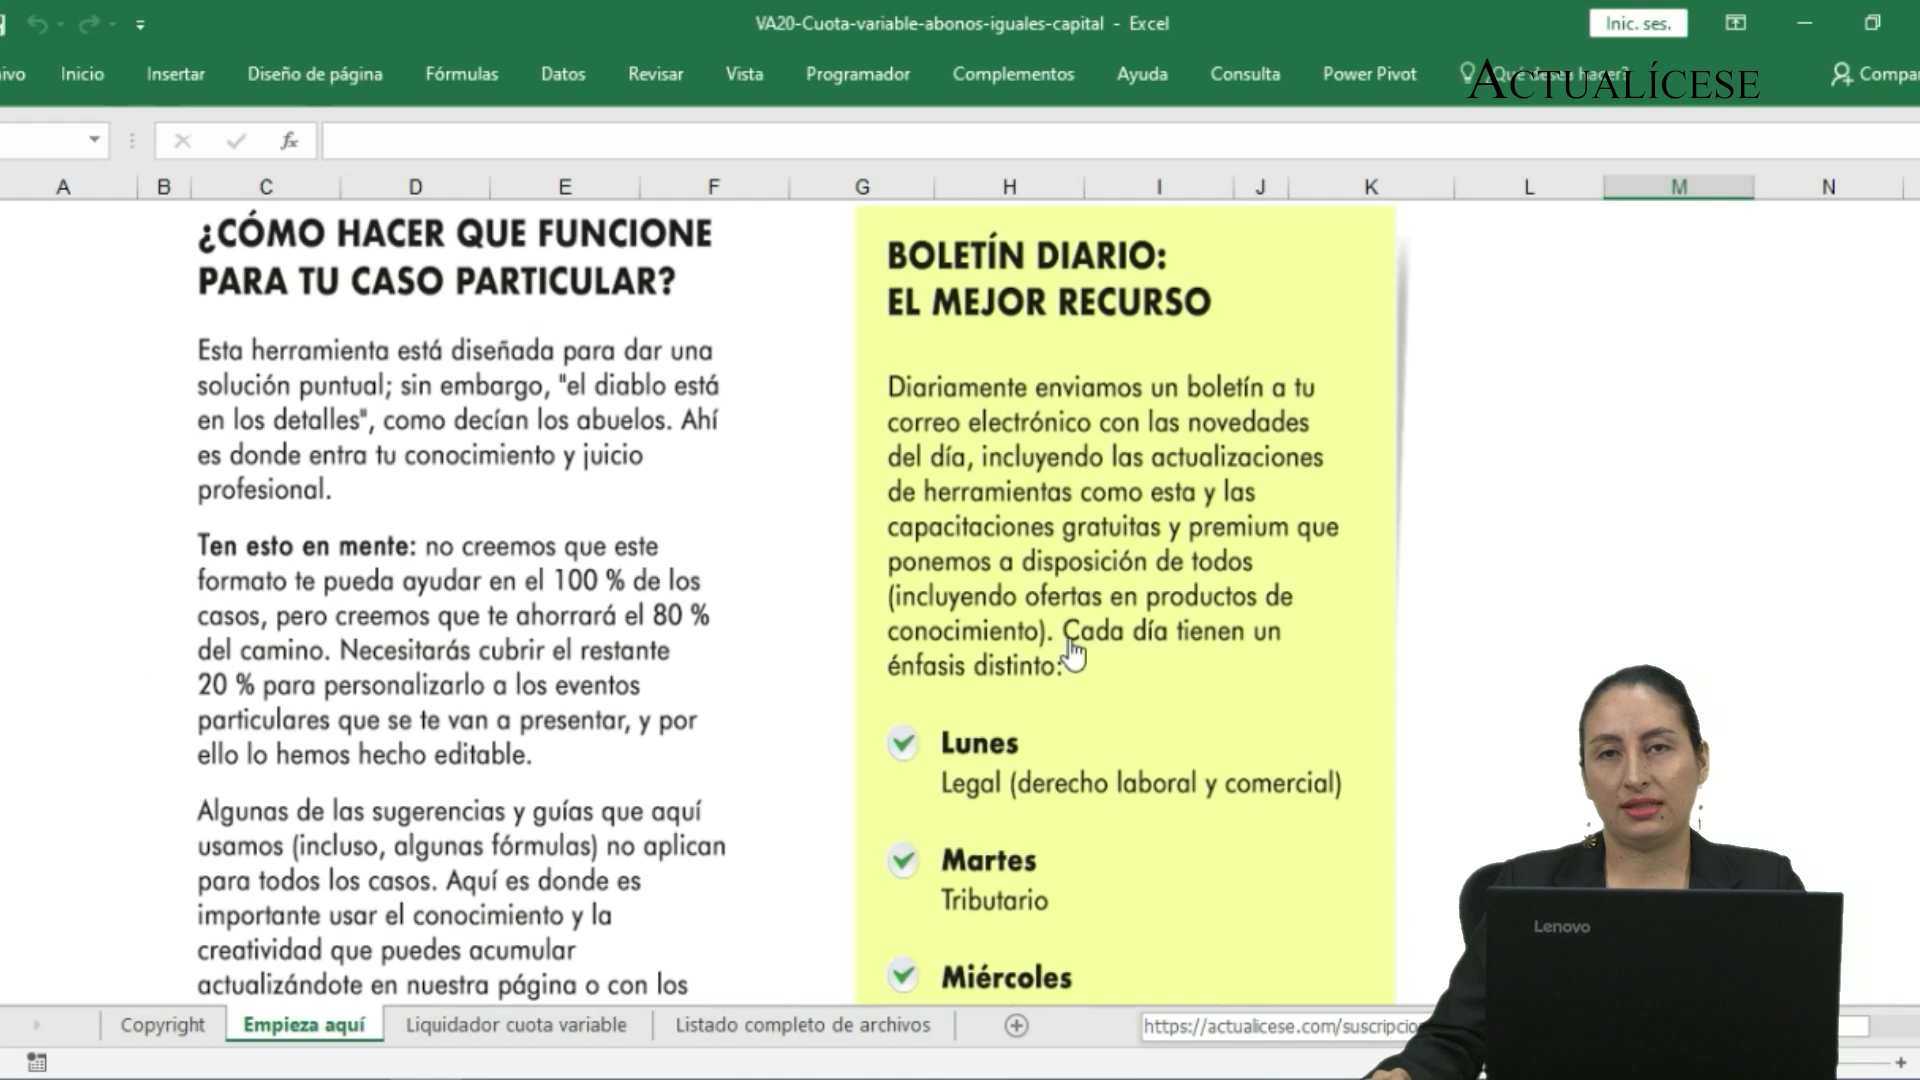 VA20-Cuota-variable-abonos-iguales-capital - Excel
Inic. ses.
Inicio
Insertar
Diseño de página
Fórmulas
Datos
Revisar
Vista
Programador
Complementos
Ayuda
Consulta
Power Pivot
¿Qué desea hacer?
ACTUALÍCESE
fx
A B C D E F G H I J K L M N
¿CÓMO HACER QUE FUNCIONE
PARA TU CASO PARTICULAR?
Esta herramienta está diseñada para dar una
solución puntual; sin embargo, "el diablo está
en los detalles", como decían los abuelos. Ahí
es donde entra tu conocimiento y juicio
profesional.
Ten esto en mente: no creemos que este
formato te pueda ayudar en el 100 % de los
casos, pero creemos que te ahorrará el 80 %
del camino. Necesitarás cubrir el restante
20 % para personalizarlo a los eventos
particulares que se te van a presentar, y por
ello lo hemos hecho editable.
Algunas de las sugerencias y guías que aquí
usamos (incluso, algunas fórmulas) no aplican
para todos los casos. Aquí es donde es
importante usar el conocimiento y la
creatividad que puedes acumular
actualizándote en nuestra página o con los
BOLETÍN DIARIO:
EL MEJOR RECURSO
Diariamente enviamos un boletín a tu
correo electrónico con las novedades
del día, incluyendo las actualizaciones
de herramientas como esta y las
capacitaciones gratuitas y premium que
ponemos a disposición de todos
(incluyendo ofertas en productos de
conocimiento). Cada día tienen un
énfasis distinto:
Lunes
Legal (derecho laboral y comercial)
Martes
Tributario
Miércoles
Lenovo
Copyright
Empieza aquí
Liquidador cuota variable
Listado completo de archivos
https://actualicese.com/suscripcio